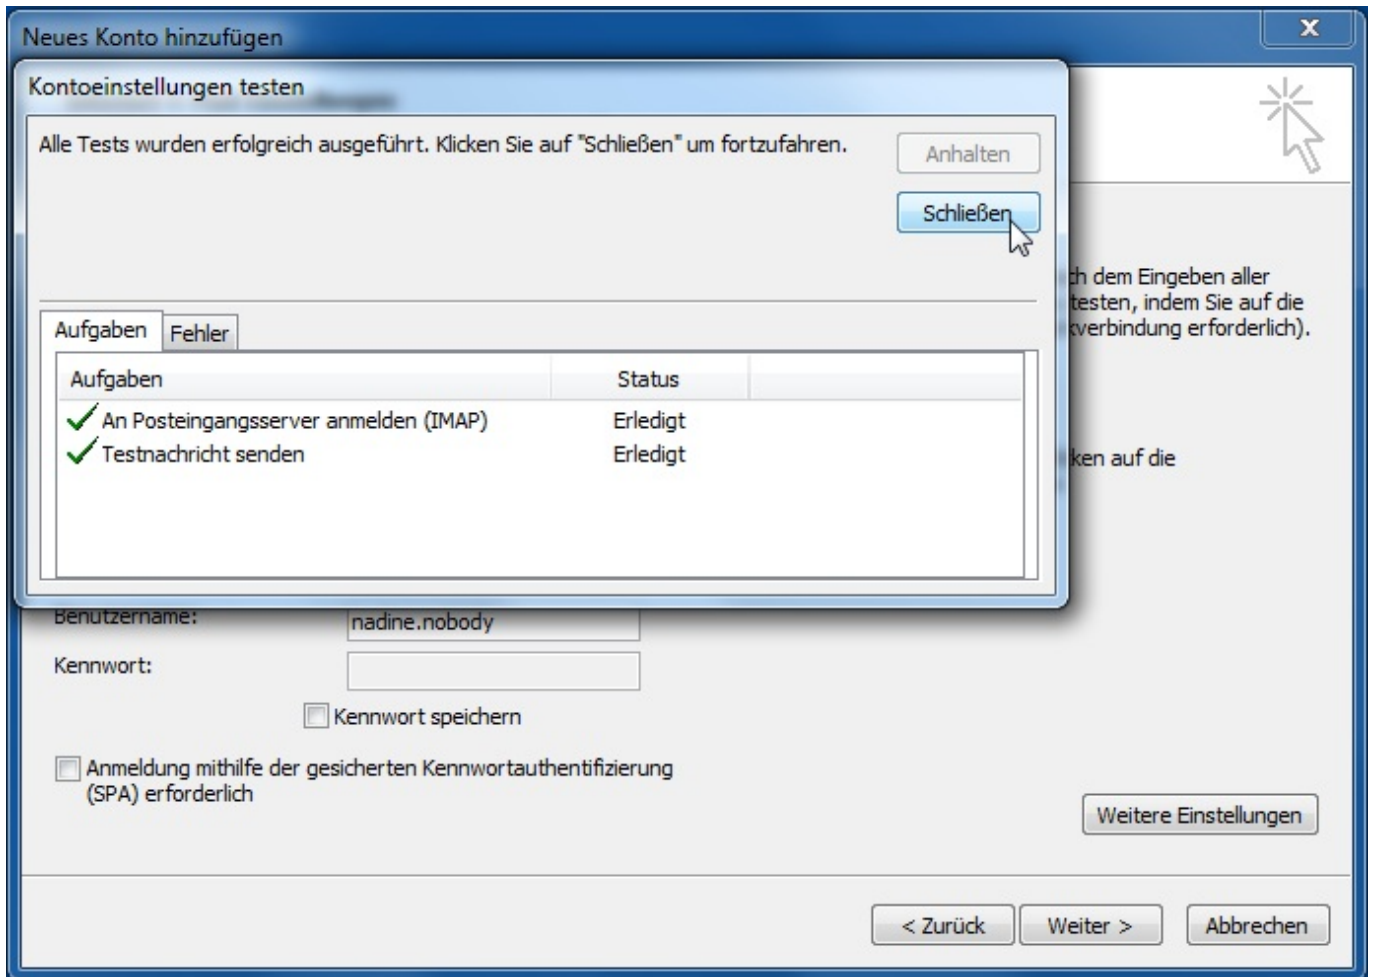 Neues Konto hinzufügen
Kontoeinstellungen testen
Alle Tests wurden erfolgreich ausgeführt. Klicken Sie auf "Schließen" um fortzufahren.
Anhalten
Schließen
dem Eingeben aller
testen, indem Sie auf die
erforderlich).
Aufgaben
Fehler
Aufgaben
Status
An Posteingangsserver anmelden (IMAP)
Erledigt
Testnachricht senden
Erledigt
auf die
Benutzername:
nadine.nobody
Kennwort:
Kennwort speichern
Anmeldung mithilfe der gesicherten Kennwortauthentifizierung
(SPA) erforderlich
Weitere Einstellungen
< Zurück
Weiter >
Abbrechen